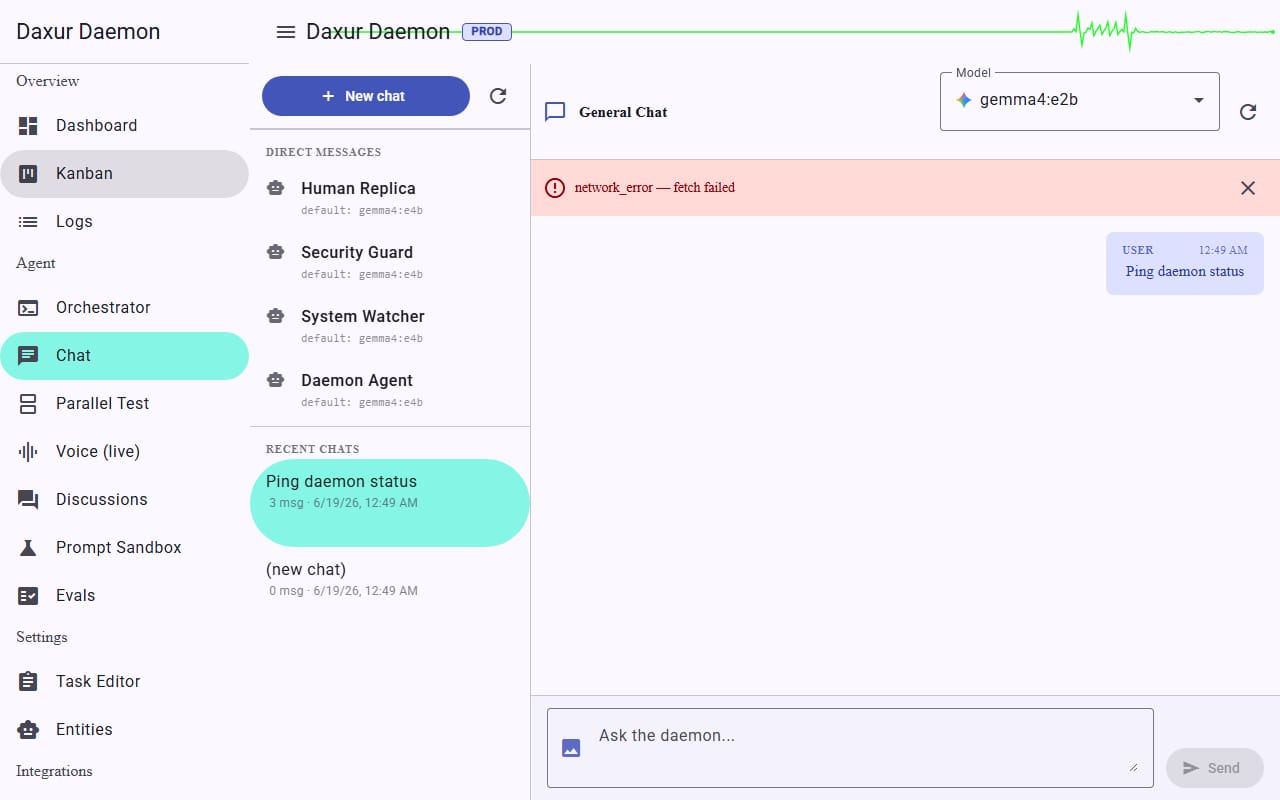 Daxur Daemon
Overview
Dashboard
Kanban
Logs
Agent
Orchestrator
Chat
Parallel Test
Voice (live)
Discussions
Prompt Sandbox
Evals
Settings
Task Editor
Entities
Integrations
Daxur Daemon PROD
+ New chat
DIRECT MESSAGES
Human Replica
default: gemma4:e4b
Security Guard
default: gemma4:e4b
System Watcher
default: gemma4:e4b
Daemon Agent
default: gemma4:e4b
RECENT CHATS
Ping daemon status
3 msg · 6/19/26, 12:49 AM
(new chat)
0 msg · 6/19/26, 12:49 AM
General Chat
Model
gemma4:e2b
network_error — fetch failed
USER 12:49 AM
Ping daemon status
Ask the daemon...
Send